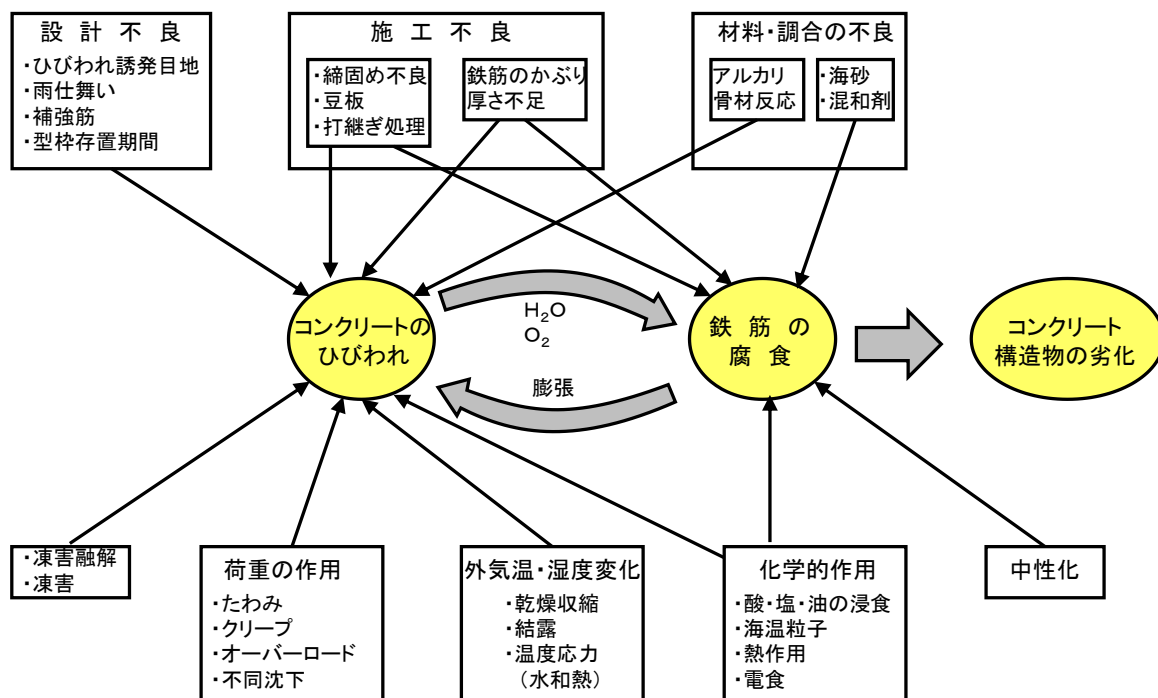 設計不良
・ひびわれ誘発目地
・雨仕舞い
・補強筋
・型枠存置期間
施工不良
・締固め不良
・豆板
・打継ぎ処理
鉄筋のかぶり
厚さ不足
材料・調合の不良
アルカリ
骨材反応
・海砂
・混和剤
コンクリートの
ひびわれ
H₂O
O₂
膨張
鉄筋の
腐食
コンクリート
構造物の劣化
・凍害融解
・凍害
荷重の作用
・たわみ
・クリープ
・オーバーロード
・不同沈下
外気温・湿度変化
・乾燥収縮
・結露
・温度応力
（水和熱）
化学的作用
・酸・塩・油の浸食
・海温粒子
・熱作用
・電食
中性化